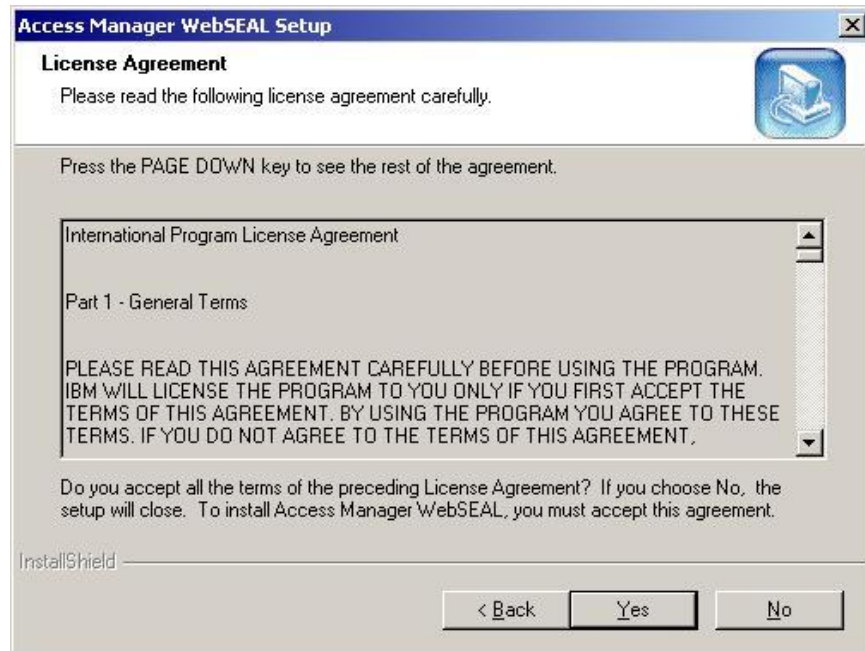 Access Manager WebSEAL Setup
License Agreement
Please read the following license agreement carefully.
Press the PAGE DOWN key to see the rest of the agreement.
International Program License Agreement
Part 1 - General Terms
PLEASE READ THIS AGREEMENT CAREFULLY BEFORE USING THE PROGRAM.
IBM WILL LICENSE THE PROGRAM TO YOU ONLY IF YOU FIRST ACCEPT THE
TERMS OF THIS AGREEMENT. BY USING THE PROGRAM YOU AGREE TO THESE
TERMS. IF YOU DO NOT AGREE TO THE TERMS OF THIS AGREEMENT,
Do you accept all the terms of the preceding License Agreement? If you choose No, the
setup will close. To install Access Manager WebSEAL, you must accept this agreement.
InstallShield
< Back Yes No